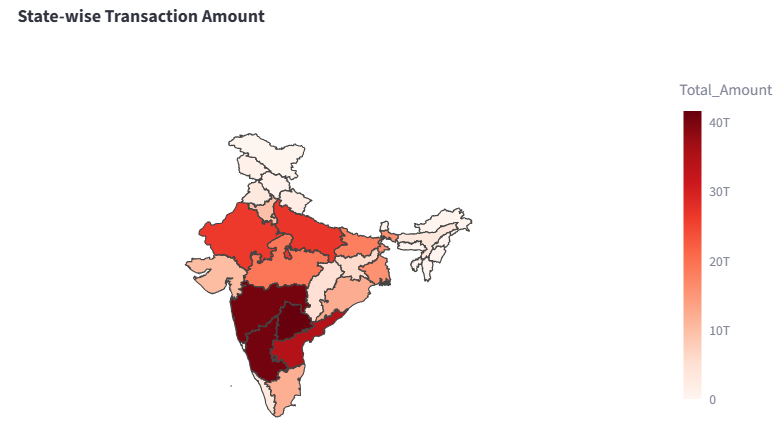 State-wise Transaction Amount
Total_Amount
40T
30T
20T
10T
0